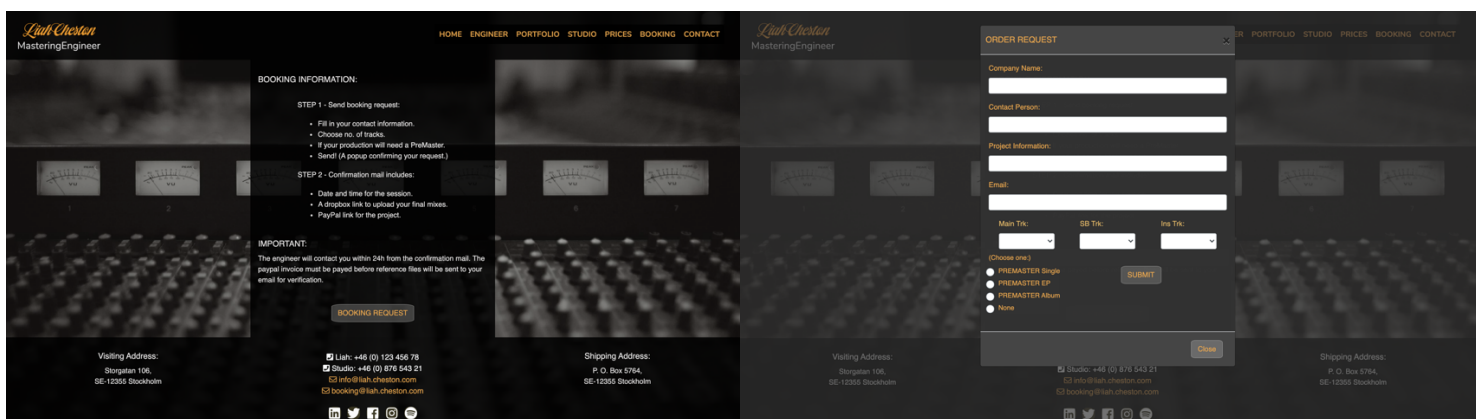 Liah Cheston
MasteringEngineer
HOME ENGINEER PORTFOLIO STUDIO PRICES BOOKING CONTACT
BOOKING INFORMATION:
STEP 1 - Send booking request:
Fill in your contact information.
Choose no. of tracks.
If your production will need a PreMaster.
Send! (A popup confirming your request.)
STEP 2 - Confirmation mail includes:
Date and time for the session.
A dropbox link to upload your final mixes.
PayPal link for the project.
IMPORTANT:
The engineer will contact you within 24h from the confirmation mail. The
paypal invoice must be payed before reference files will be sent to your
email for verification.
BOOKING REQUEST
Visiting Address:
Storgatan 106,
SE-12355 Stockholm
Liah: +46 (0) 123 456 78
Studio: +46 (0) 876 543 21
info@liah.cheston.com
booking@liah.cheston.com
Shipping Address:
P. O. Box 5764,
SE-12355 Stockholm
Liah Cheston
MasteringEngineer
ER PORTFOLIO STUDIO PRICES BOOKING CONTACT
ORDER REQUEST
Company Name:
Contact Person:
Project Information:
Email:
Main Trk: SB Trk: Ins Trk:
(Choose one:)
PREMASTER Single
PREMASTER EP
PREMASTER Album
None
SUBMIT
Close
Visiting Address:
Storgatan 106,
SE-12355 Stockholm
Studio: +46 (0) 876 543 21
info@liah.cheston.com
booking@liah.cheston.com
Shipping Address:
P. O. Box 5764,
SE-12355 Stockholm